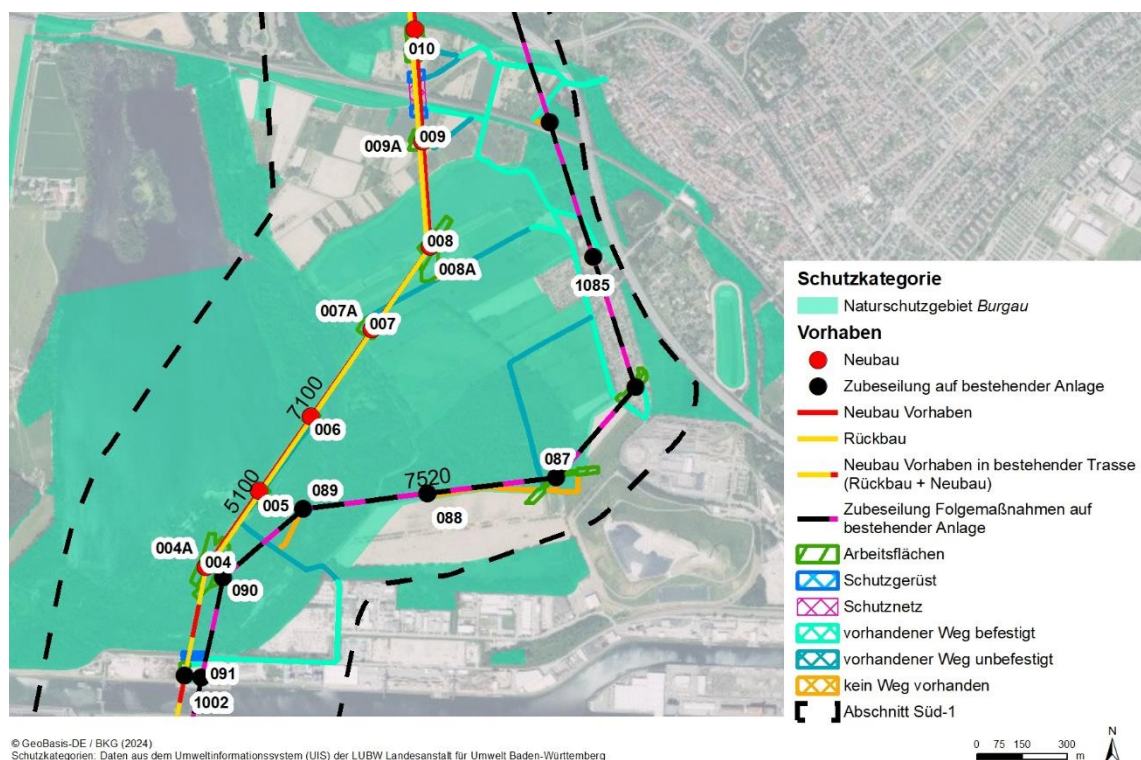 010
009A
009
008
008A
1085
007A
007
7100
006
087
7520
089
5100
005
088
004A
004
090
091
1002
Schutzkategorie
Naturschutzgebiet Burgau
Vorhaben
Neubau
Zubeseilung auf bestehender Anlage
Neubau Vorhaben
Rückbau
Neubau Vorhaben in bestehender Trasse
(Rückbau + Neubau)
Zubeseilung Folgemaßnahmen auf
bestehender Anlage
Arbeitsflächen
Schutzgerüst
Schutznetz
vorhandener Weg befestigt
vorhandener Weg unbefestigt
kein Weg vorhanden
Abschnitt Süd-1
© GeoBasis-DE / BKG (2024)
Schutzkategorien: Daten aus dem Umweltinformationssystem (UIS) der LUBW Landesanstalt für Umwelt Baden-Württemberg
0 75 150 300
m
N